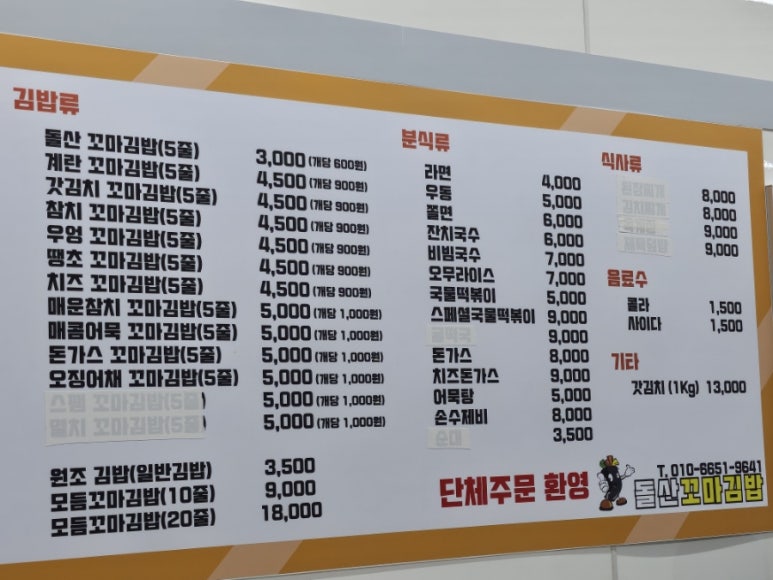 김밥류
돌산 꼬마김밥(5줄) 3,000 (개당 600원)
계란 꼬마김밥(5줄) 4,500 (개당 900원)
갓김치 꼬마김밥(5줄) 4,500 (개당 900원)
참치 꼬마김밥(5줄) 4,500 (개당 900원)
우엉 꼬마김밥(5줄) 4,500 (개당 900원)
땡초 꼬마김밥(5줄) 4,500 (개당 900원)
치즈 꼬마김밥(5줄) 4,500 (개당 900원)
매운참치 꼬마김밥(5줄) 5,000 (개당 1,000원)
매콤어묵 꼬마김밥(5줄) 5,000 (개당 1,000원)
돈가스 꼬마김밥(5줄) 5,000 (개당 1,000원)
오징어채 꼬마김밥(5줄) 5,000 (개당 1,000원)
스팸 꼬마김밥(5줄) 5,000 (개당 1,000원)
멸치 꼬마김밥(5줄) 5,000 (개당 1,000원)
원조 김밥(일반김밥) 3,500
모듬꼬마김밥(10줄) 9,000
모듬꼬마김밥(20줄) 18,000
분식류
라면 4,000
우동 5,000
쫄면 6,000
잔치국수 6,000
비빔국수 7,000
오무라이스 7,000
국물떡볶이 5,000
스페셜국물떡볶이 9,000
9,000
돈가스 8,000
치즈돈가스 9,000
어묵탕 5,000
손수제비 8,000
순대 3,500
식사류
된장찌개 8,000
김치찌개 8,000
9,000
제육덮밥 9,000
음료수
콜라 1,500
사이다 1,500
기타
갓김치 (1Kg) 13,000
단체주문 환영
T. 010-6651-9641
돌산꼬마김밥